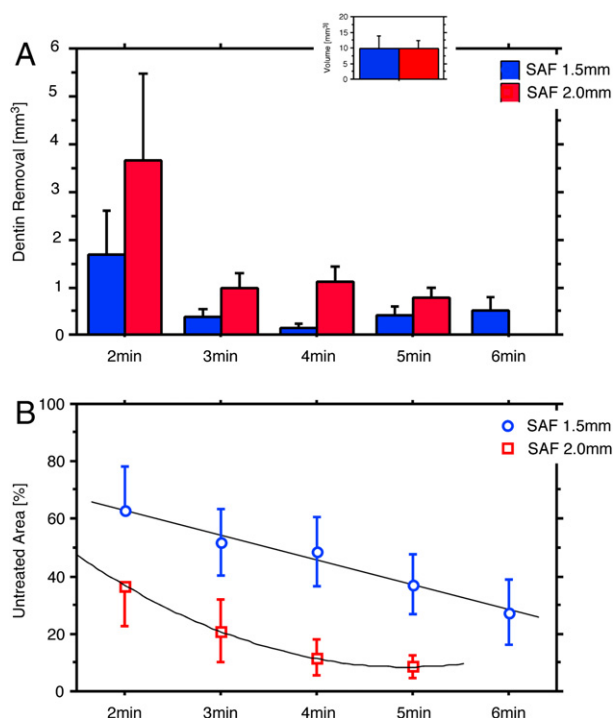 A
Dentin Removal [mm³]
6
5
4
3
2
1
0
Volume [mm³]
20
15
10
5
0
SAF 1.5mm
SAF 2.0mm
2min 3min 4min 5min 6min
B
Untreated Area [%]
100
80
60
40
20
0
SAF 1.5mm
SAF 2.0mm
2min 3min 4min 5min 6min